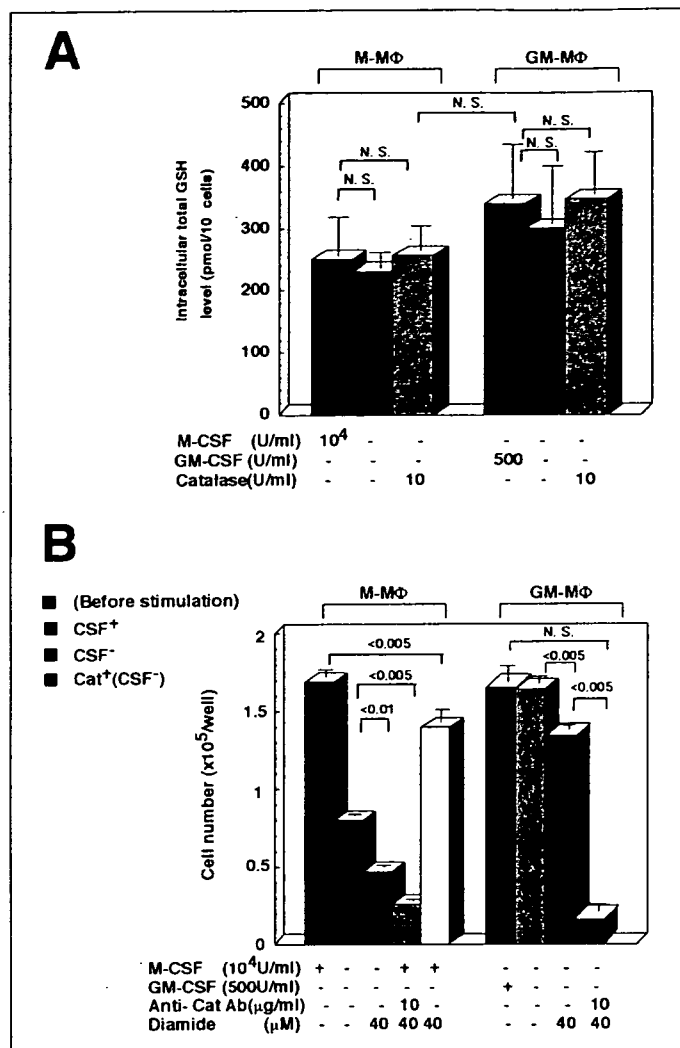 A
M-MΦ GM-MΦ
Intracellular total GSH
level (pmol/10 cells)
500
400
300
200
100
0
N. S.
N. S.
N. S.
N. S.
N. S.
M-CSF (U/ml) 10⁴ - - - - -
GM-CSF (U/ml) - - - 500 - -
Catalase(U/ml) - - 10 - - 10
B
(Before stimulation)
CSF⁺
CSF⁻
Cat⁺(CSF⁻)
M-MΦ GM-MΦ
Cell number (x10⁵/well)
2
1.5
1
0.5
0
<0.005
<0.005
<0.01
N. S.
<0.005
<0.005
M-CSF (10⁴U/ml) + - - + + - - - -
GM-CSF (500U/ml) - - - - - + - - -
Anti- Cat Ab(μg/ml) - - - 10 - - - - 10
Diamide (μM) - - 40 40 40 - - 40 40